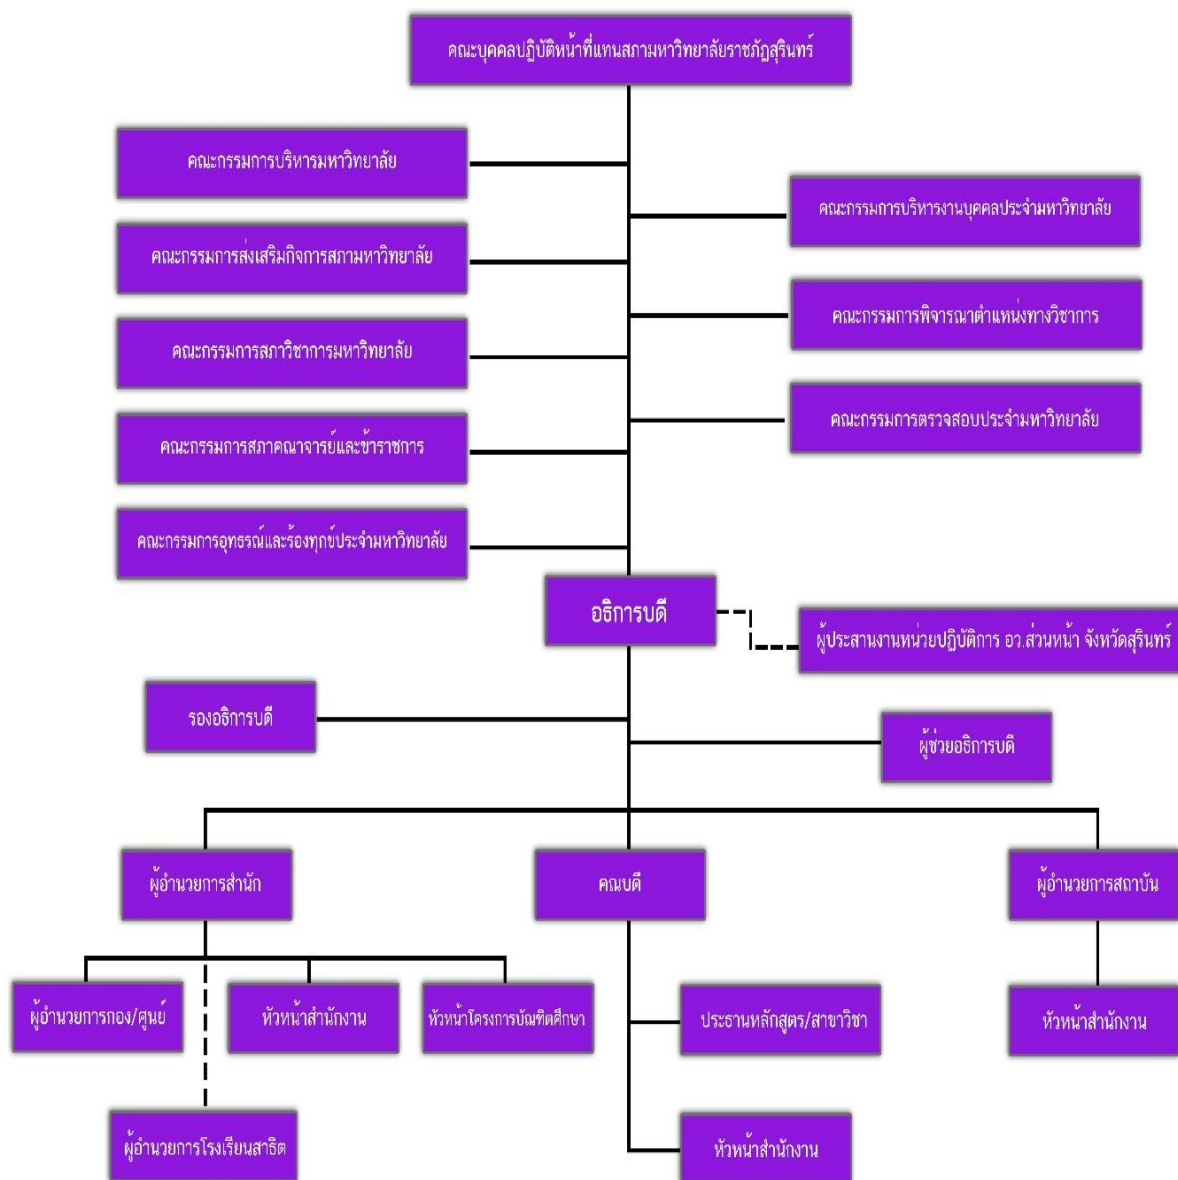 คณะบุคคลปฏิบัติหน้าที่แทนสภามหาวิทยาลัยราชภัฏสุรินทร์
คณะกรรมการบริหารมหาวิทยาลัย
คณะกรรมการบริหารงานบุคคลประจำมหาวิทยาลัย
คณะกรรมการส่งเสริมกิจการสภามหาวิทยาลัย
คณะกรรมการพิจารณาตำแหน่งทางวิชาการ
คณะกรรมการสภาวิชาการมหาวิทยาลัย
คณะกรรมการตรวจสอบประจำมหาวิทยาลัย
คณะกรรมการสภาคณาจารย์และข้าราชการ
คณะกรรมการอุทธรณ์และร้องทุกข์ประจำมหาวิทยาลัย
อธิการบดี
ผู้ประสานงานหน่วยปฏิบัติการ อว.ส่วนหน้า จังหวัดสุรินทร์
รองอธิการบดี
ผู้ช่วยอธิการบดี
ผู้อำนวยการสำนัก
คณบดี
ผู้อำนวยการสถาบัน
ผู้อำนวยการกอง/ศูนย์
หัวหน้าสำนักงาน
หัวหน้าโครงการบัณฑิตศึกษา
ประธานหลักสูตร/สาขาวิชา
หัวหน้าสำนักงาน
ผู้อำนวยการโรงเรียนสาธิต
หัวหน้าสำนักงาน